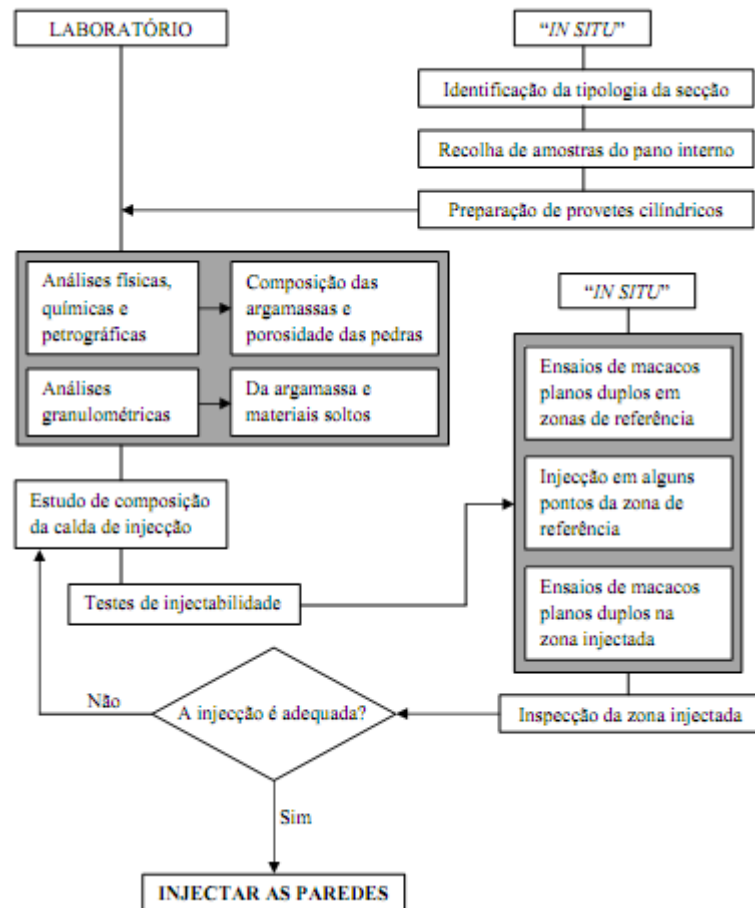 LABORATÓRIO
“IN SITU”
Identificação da tipologia da secção
Recolha de amostras do pano interno
Preparação de provetes cilíndricos
Análises físicas,
químicas e
petrográficas
Composição das
argamassas e
porosidade das pedras
Análises
granulométricas
Da argamassa e
materiais soltos
“IN SITU”
Ensaios de macacos
planos duplos em
zonas de referência
Injecção em alguns
pontos da zona de
referência
Ensaios de macacos
planos duplos na
zona injectada
Estudo de composição
da calda de injecção
Testes de injectabilidade
Inspecção da zona injectada
A injecção é adequada?
Não
Sim
INJECTAR AS PAREDES